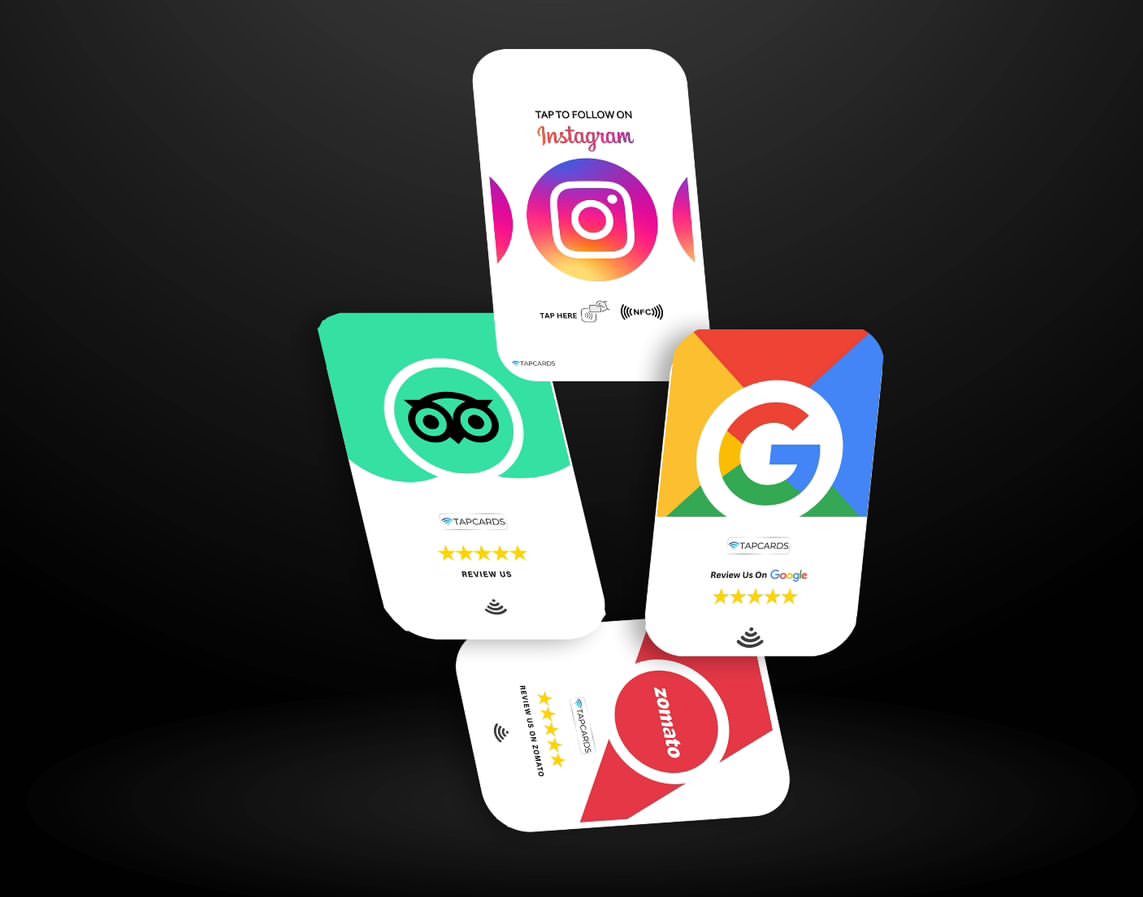 TAP TO FOLLOW ON
Instagram
TAP HERE
NFC
TAPCARDS
TAPCARDS
REVIEW US
G
TAPCARDS
Review Us On Google
zomato
TAPCARDS
REVIEW US ON ZOMATO